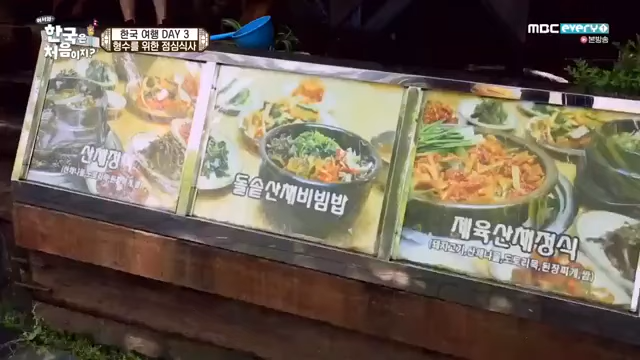 어서와~
한국은
처음이지?
한국 여행 DAY 3
형수를 위한 점심식사
MBC every1
본방송
산채정
돌솥산채비빔밥
제육산채정식
(돼지고기,산채나물,도토리묵,된장찌개,쌈)